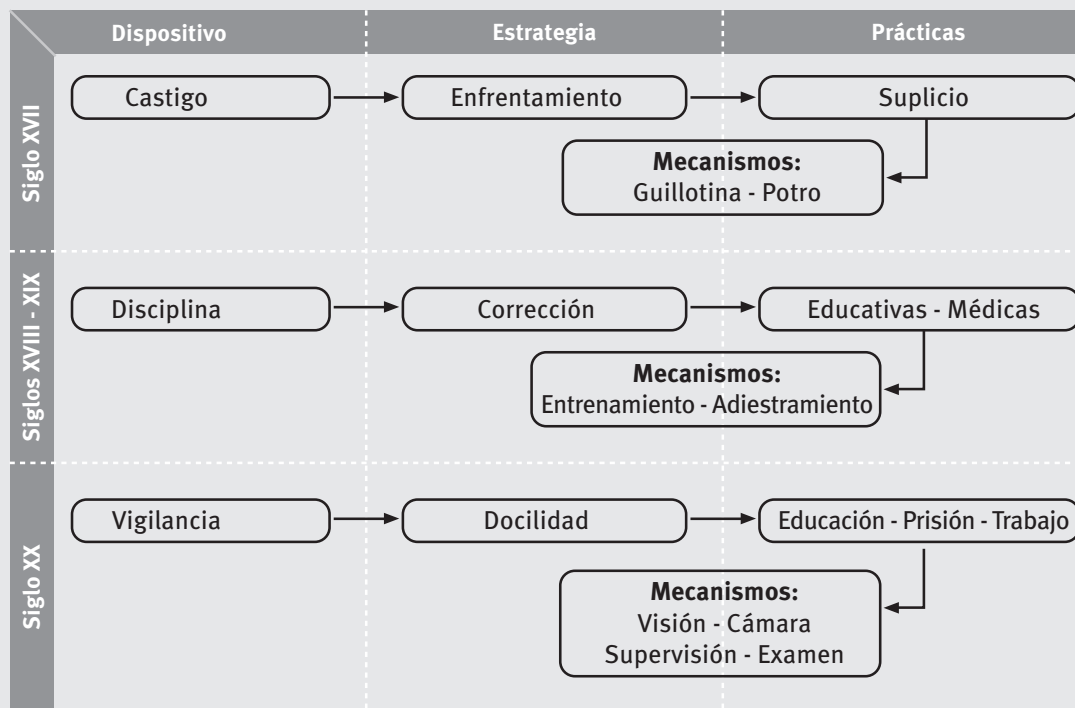 Dispositivo
Estrategia
Prácticas
Siglo XVII
Castigo
Enfrentamiento
Suplicio
Mecanismos:
Guillotina - Potro
Siglos XVIII - XIX
Disciplina
Corrección
Educativas - Médicas
Mecanismos:
Entrenamiento - Adiestramiento
Siglo XX
Vigilancia
Docilidad
Educación - Prisión - Trabajo
Mecanismos:
Visión - Cámara
Supervisión - Examen